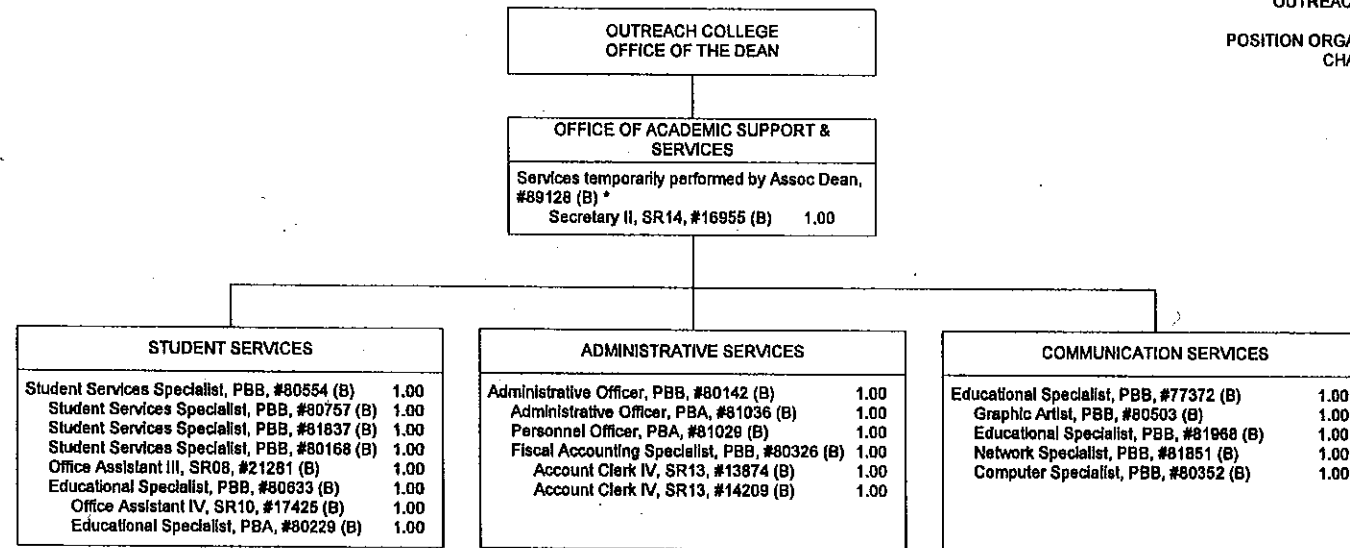 OUTREAC
POSITION ORGA
CHA
OUTREACH COLLEGE
OFFICE OF THE DEAN
OFFICE OF ACADEMIC SUPPORT &
SERVICES
Services temporarily performed by Assoc Dean,
#89128 (B) *
Secretary II, SR14, #16955 (B) 1.00
STUDENT SERVICES
Student Services Specialist, PBB, #80554 (B) 1.00
Student Services Specialist, PBB, #80757 (B) 1.00
Student Services Specialist, PBB, #81837 (B) 1.00
Student Services Specialist, PBB, #80168 (B) 1.00
Office Assistant III, SR08, #21281 (B) 1.00
Educational Specialist, PBB, #80633 (B) 1.00
Office Assistant IV, SR10, #17425 (B) 1.00
Educational Specialist, PBA, #80229 (B) 1.00
ADMINISTRATIVE SERVICES
Administrative Officer, PBB, #80142 (B) 1.00
Administrative Officer, PBA, #81036 (B) 1.00
Personnel Officer, PBA, #81029 (B) 1.00
Fiscal Accounting Specialist, PBB, #80326 (B) 1.00
Account Clerk IV, SR13, #13874 (B) 1.00
Account Clerk IV, SR13, #14209 (B) 1.00
COMMUNICATION SERVICES
Educational Specialist, PBB, #77372 (B) 1.00
Graphic Artist, PBB, #80503 (B) 1.00
Educational Specialist, PBB, #81968 (B) 1.00
Network Specialist, PBB, #81851 (B) 1.00
Computer Specialist, PBB, #80352 (B) 1.00